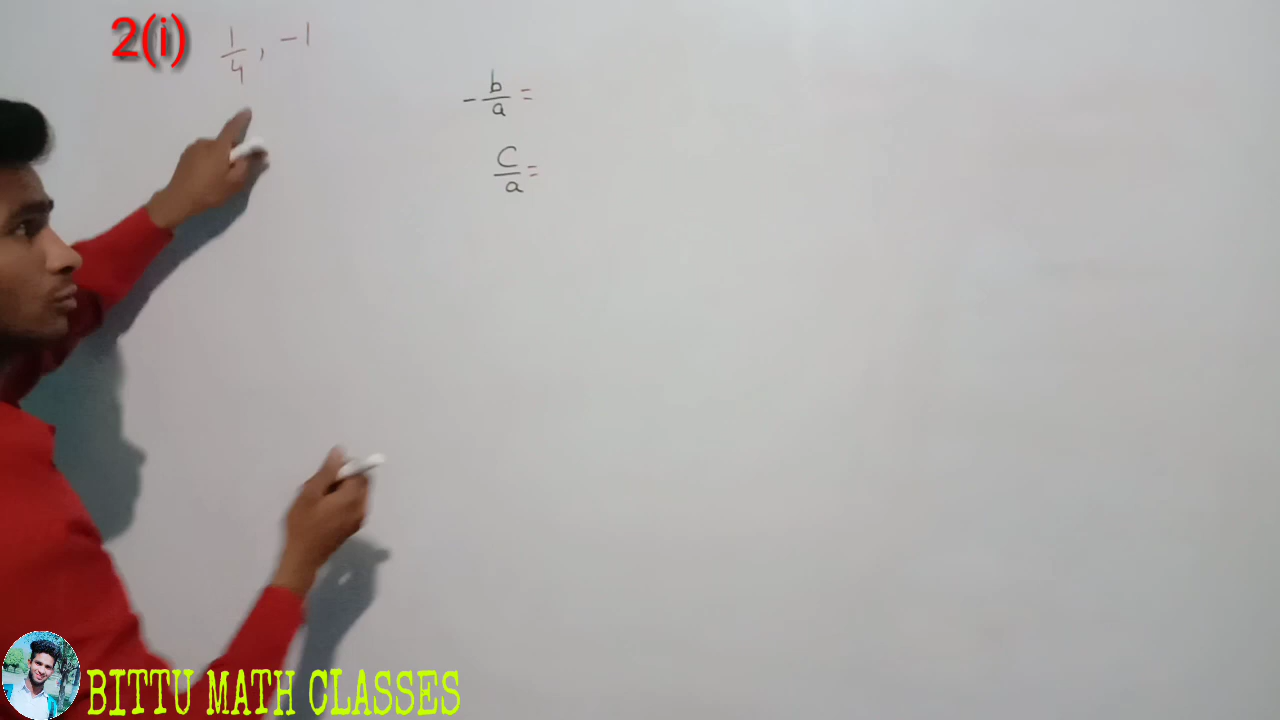 2(i) 1/4, -1
- b/a =
C/a =
BITTU MATH CLASSES